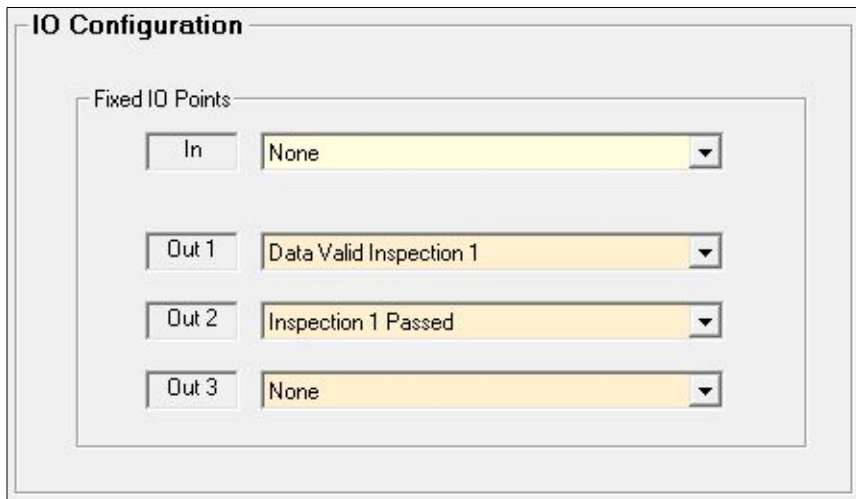 IO Configuration
Fixed IO Points
In None
Out 1 Data Valid Inspection 1
Out 2 Inspection 1 Passed
Out 3 None